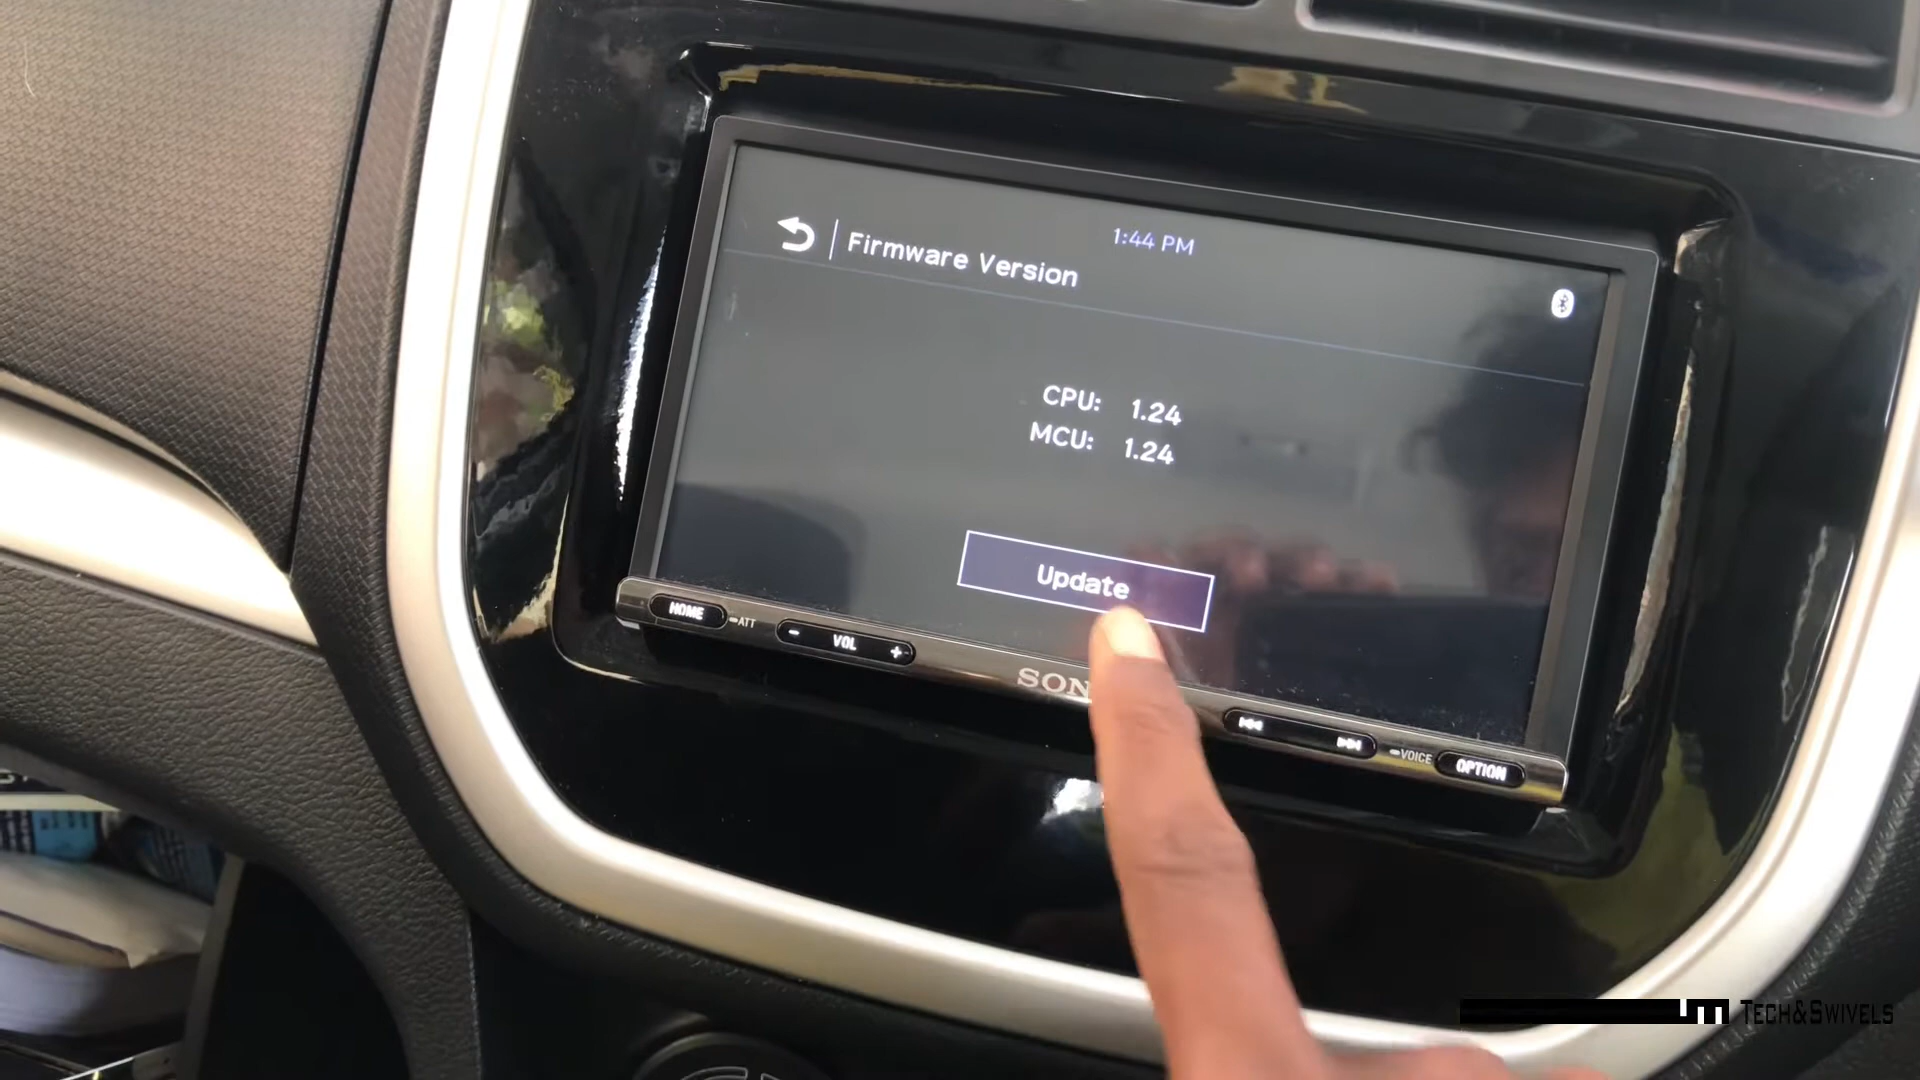 1:44 PM
Firmware Version
CPU: 1.24
MCU: 1.24
Update
HOME
ATT
- VOL +
SON
VOICE
OPTION
TECH&SWIVELS